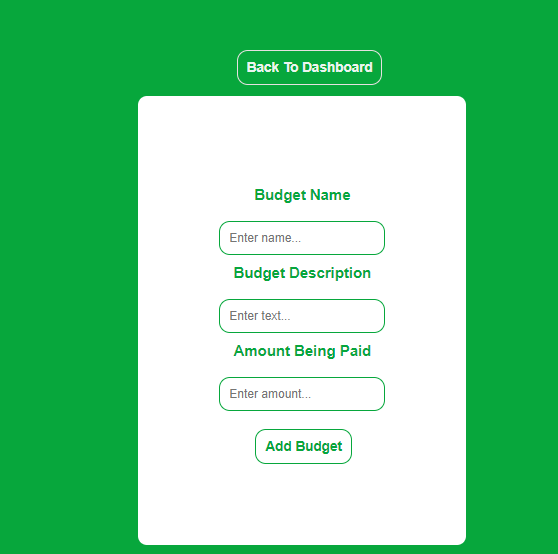 Back To Dashboard
Budget Name
Enter name...
Budget Description
Enter text...
Amount Being Paid
Enter amount...
Add Budget